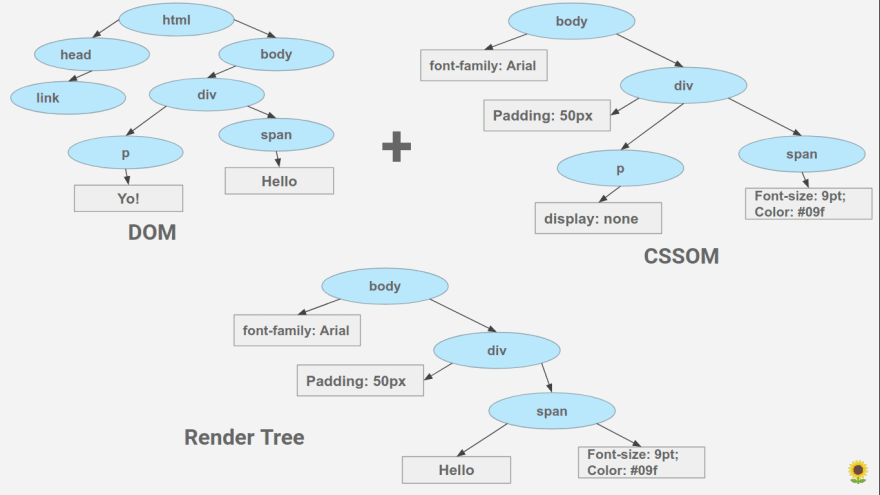 html
head
body
link
div
p
span
Yo!
Hello
DOM
body
font-family: Arial
div
Padding: 50px
p
span
display: none
Font-size: 9pt;
Color: #09f
CSSOM
body
font-family: Arial
div
Padding: 50px
span
Hello
Font-size: 9pt;
Color: #09f
Render Tree